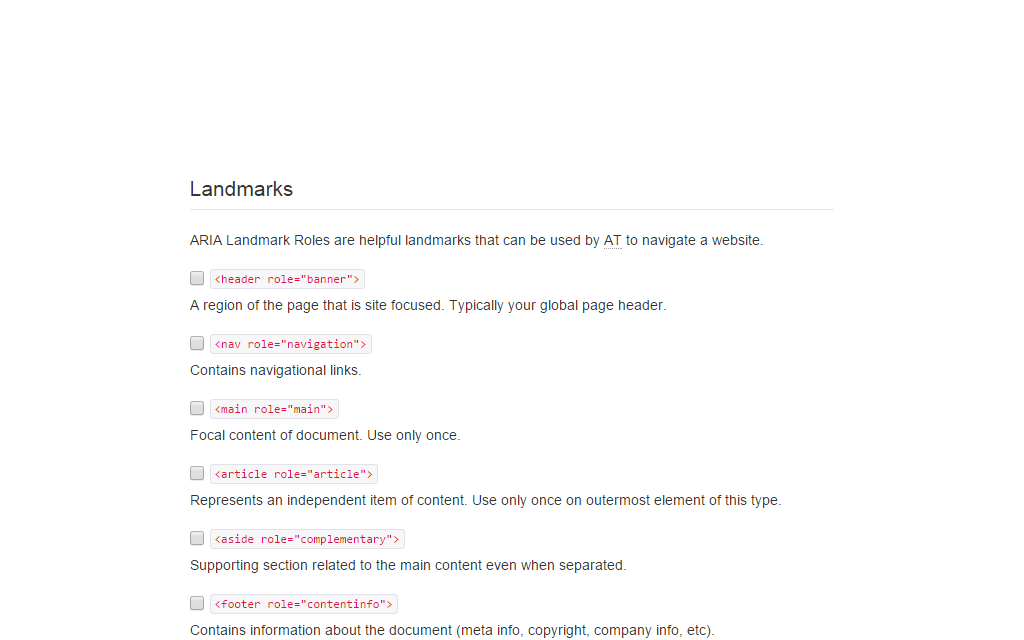 Landmarks
ARIA Landmark Roles are helpful landmarks that can be used by AT to navigate a website.
<header role="banner">
A region of the page that is site focused. Typically your global page header.
<nav role="navigation">
Contains navigational links.
<main role="main">
Focal content of document. Use only once.
<article role="article">
Represents an independent item of content. Use only once on outermost element of this type.
<aside role="complementary">
Supporting section related to the main content even when separated.
<footer role="contentinfo">
Contains information about the document (meta info, copyright, company info, etc).